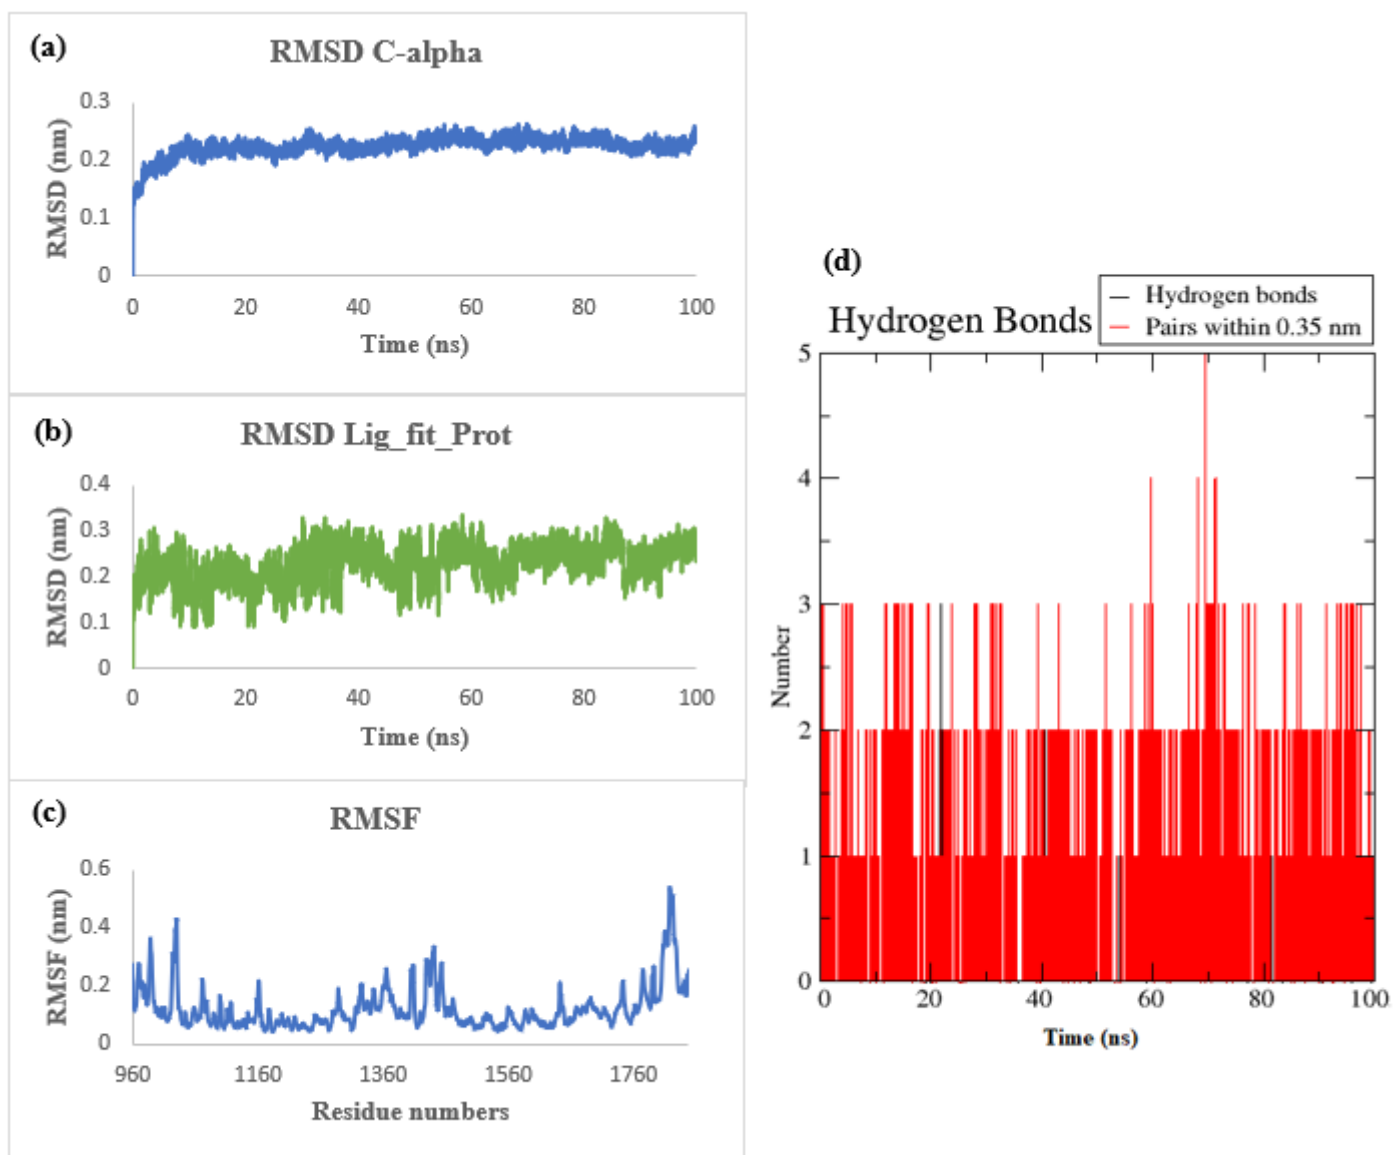 (a)
RMSD C-alpha
RMSD (nm)
0.3
0.2
0.1
0
0 20 40 60 80 100
Time (ns)
(b)
RMSD Lig_fit_Prot
RMSD (nm)
0.4
0.3
0.2
0.1
0
0 20 40 60 80 100
Time (ns)
(c)
RMSF
RMSF (nm)
0.6
0.4
0.2
0
960 1160 1360 1560 1760
Residue numbers
(d)
Hydrogen Bonds
Hydrogen bonds
Pairs within 0.35 nm
Number
5
4
3
2
1
0
0 20 40 60 80 100
Time (ns)